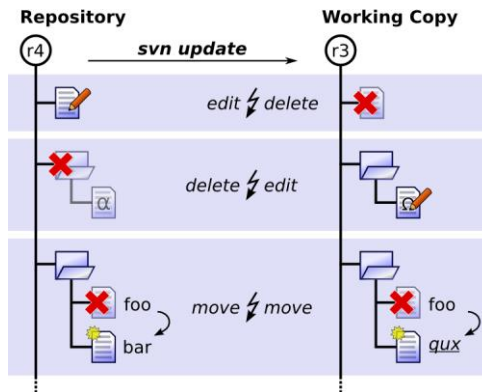 Repository
Working Copy
r4
svn update
r3
edit delete
α
delete edit
Ω
foo
move move
foo
bar
qux